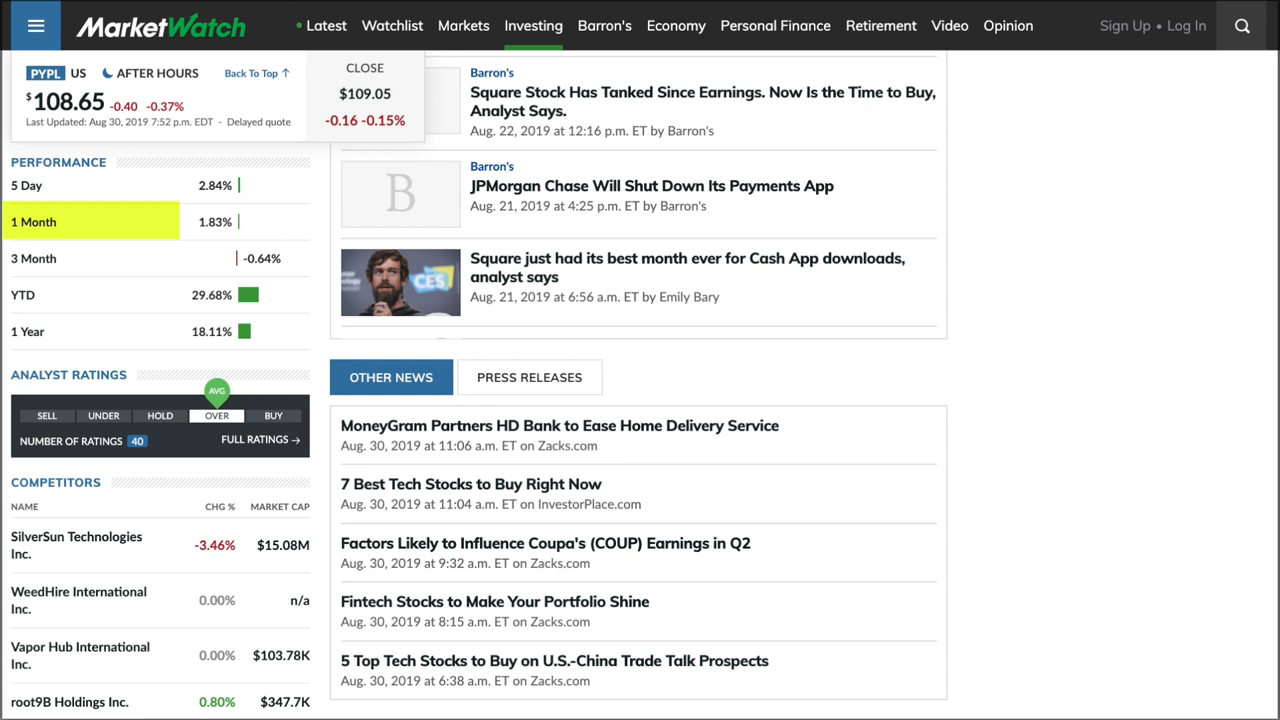 MarketWatch
Latest Watchlist Markets Investing Barron's Economy Personal Finance Retirement Video Opinion
Sign Up • Log In
PYPL US AFTER HOURS Back To Top ↑
$108.65 -0.40 -0.37%
Last Updated: Aug 30, 2019 7:52 p.m. EDT - Delayed quote
CLOSE
$109.05
-0.16 -0.15%
PERFORMANCE
5 Day 2.84%
1 Month 1.83%
3 Month -0.64%
YTD 29.68%
1 Year 18.11%
ANALYST RATINGS
AVG
SELL UNDER HOLD OVER BUY
NUMBER OF RATINGS 40 FULL RATINGS →
COMPETITORS
NAME CHG % MARKET CAP
SilverSun Technologies
Inc.
-3.46% $15.08M
WeedHire International
Inc.
0.00% n/a
Vapor Hub International
Inc.
0.00% $103.78K
root9B Holdings Inc. 0.80% $347.7K
Barron's
Square Stock Has Tanked Since Earnings. Now Is the Time to Buy,
Analyst Says.
Aug. 22, 2019 at 12:16 p.m. ET by Barron's
B
Barron's
JPMorgan Chase Will Shut Down Its Payments App
Aug. 21, 2019 at 4:25 p.m. ET by Barron's
CES
Square just had its best month ever for Cash App downloads,
analyst says
Aug. 21, 2019 at 6:56 a.m. ET by Emily Bary
OTHER NEWS PRESS RELEASES
MoneyGram Partners HD Bank to Ease Home Delivery Service
Aug. 30, 2019 at 11:06 a.m. ET on Zacks.com
7 Best Tech Stocks to Buy Right Now
Aug. 30, 2019 at 11:04 a.m. ET on InvestorPlace.com
Factors Likely to Influence Coupa's (COUP) Earnings in Q2
Aug. 30, 2019 at 9:32 a.m. ET on Zacks.com
Fintech Stocks to Make Your Portfolio Shine
Aug. 30, 2019 at 8:15 a.m. ET on Zacks.com
5 Top Tech Stocks to Buy on U.S.-China Trade Talk Prospects
Aug. 30, 2019 at 6:38 a.m. ET on Zacks.com